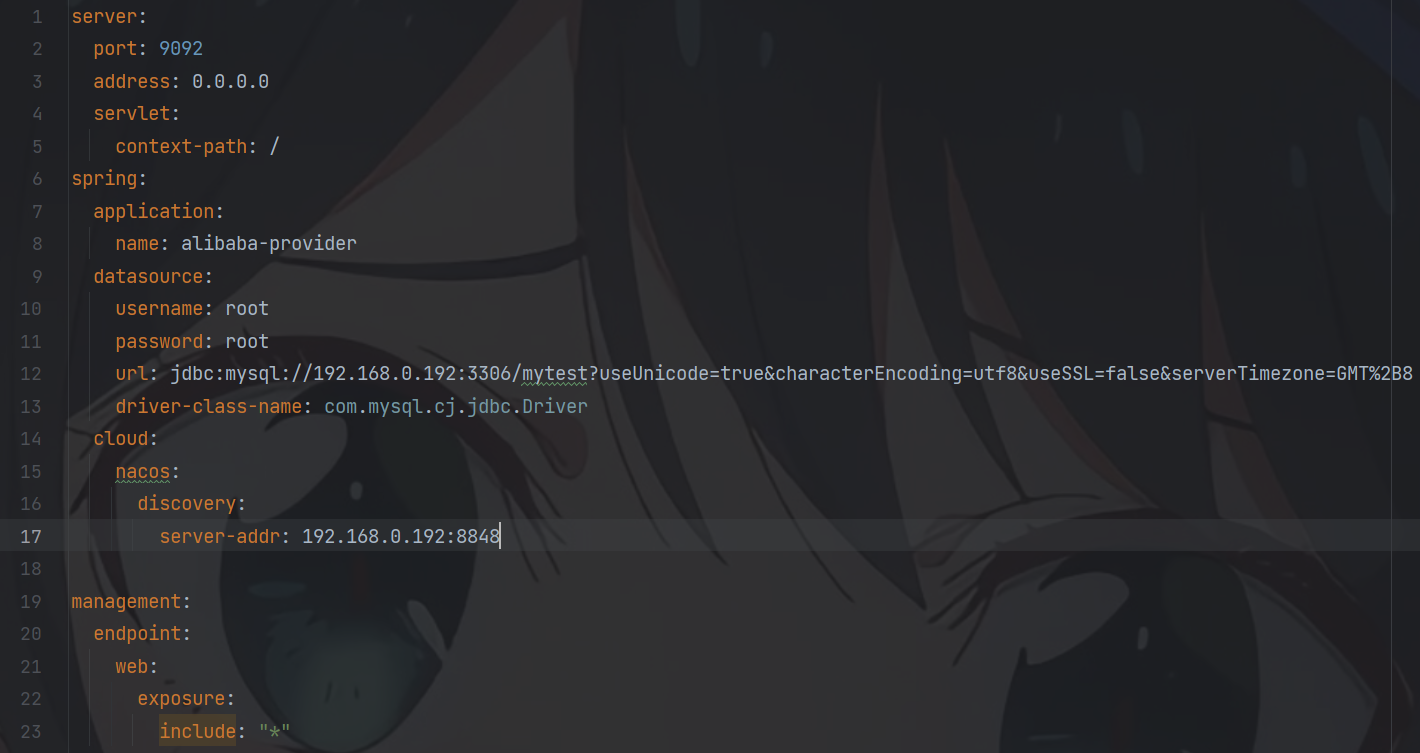 1 server:
2   port: 9092
3   address: 0.0.0.0
4   servlet:
5     context-path: /
6 spring:
7   application:
8     name: alibaba-provider
9   datasource:
10     username: root
11     password: root
12     url: jdbc:mysql://192.168.0.192:3306/mytest?useUnicode=true&characterEncoding=utf8&useSSL=false&serverTimezone=GMT%2B8
13     driver-class-name: com.mysql.cj.jdbc.Driver
14   cloud:
15     nacos:
16       discovery:
17         server-addr: 192.168.0.192:8848
18
19 management:
20   endpoint:
21     web:
22       exposure:
23         include: "*"